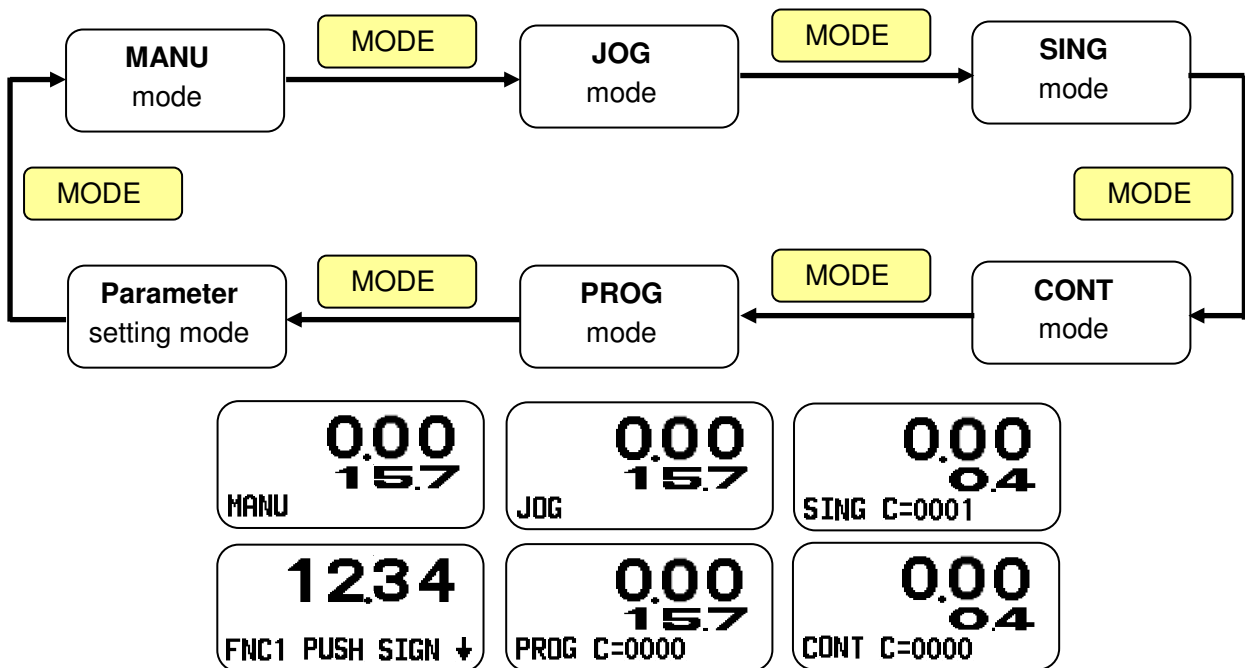 MANU
mode
MODE
JOG
mode
MODE
SING
mode
MODE
MODE
Parameter
setting mode
MODE
PROG
mode
MODE
CONT
mode
0.00
15.7
MANU
0.00
15.7
JOG
0.00
0.4
SING C=0001
12.34
FNC1 PUSH SIGN ↓
0.00
15.7
PROG C=0000
0.00
0.4
CONT C=0000